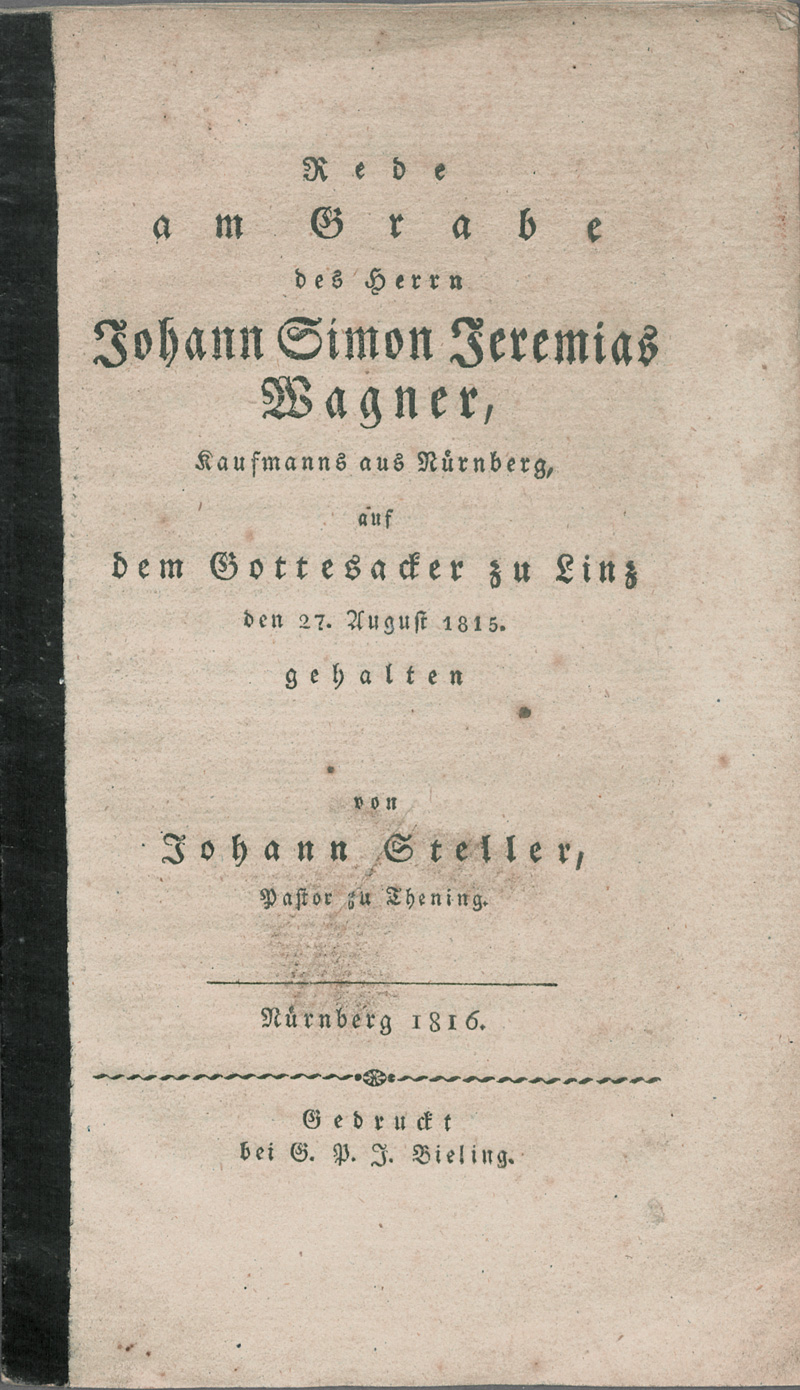 Rede
am Grabe
des Herrn
Johann Simon Jeremias
Wagner,
Kaufmanns aus Nürnberg,
auf
dem Gottesacker zu Linz
den 27. August 1815.
gehalten
von
Johann Steller,
Pastor zu Thening.
Nürnberg 1816.
Gedruckt
bei G. P. J. Bieling.